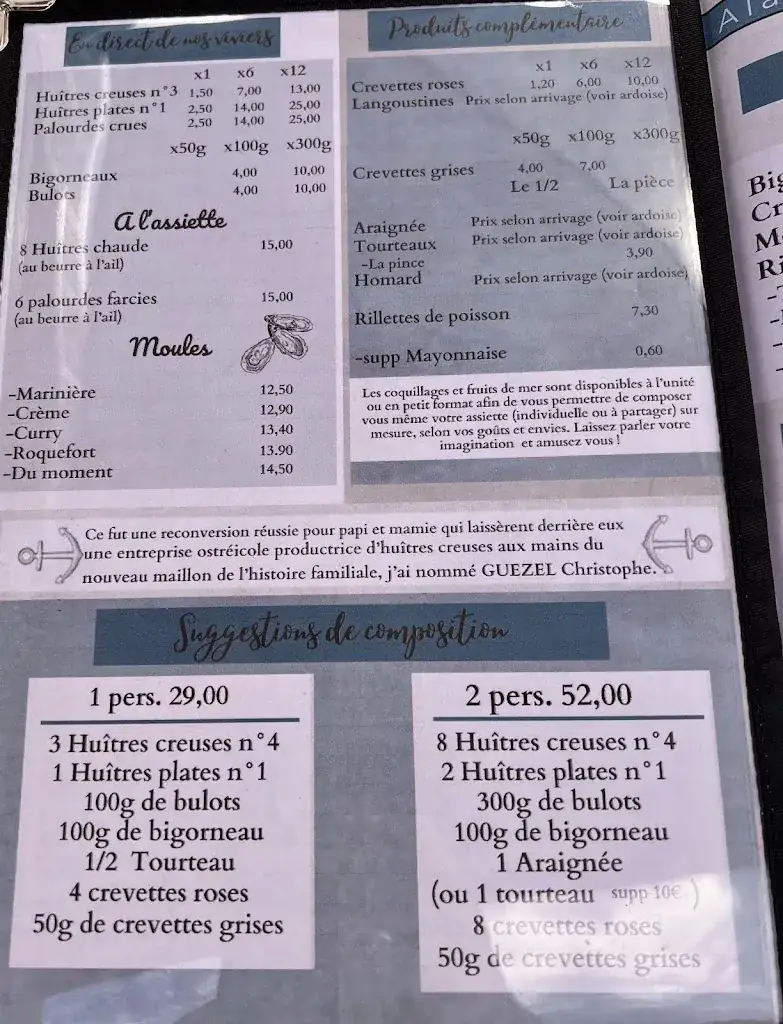 En direct de nos viviers
x1 x6 x12
Huîtres creuses n°3 1,50 7,00 13,00
Huîtres plates n°1 2,50 14,00 25,00
Palourdes crues 2,50 14,00 25,00
x50g x100g x300g
Bigorneaux 4,00 10,00
Bulots 4,00 10,00
A l'assiette
8 Huîtres chaude 15,00
(au beurre à l'ail)
6 palourdes farcies 15,00
(au beurre à l'ail)
Moules
-Marinière 12,50
-Crème 12,90
-Curry 13,40
-Roquefort 13.90
-Du moment 14,50
Produits complémentaire
x1 x6 x12
Crevettes roses 1,20 6,00 10,00
Langoustines Prix selon arrivage (voir ardoise)
x50g x100g x300g
Crevettes grises 4,00 7,00
Le 1/2 La pièce
Araignée Prix selon arrivage (voir ardoise)
Tourteaux Prix selon arrivage (voir ardoise)
-La pince 3,90
Homard Prix selon arrivage (voir ardoise)
Rillettes de poisson 7,30
-supp Mayonnaise 0,60
Les coquillages et fruits de mer sont disponibles à l'unité
ou en petit format afin de vous permettre de composer
vous même votre assiette (individuelle ou à partager) sur
mesure, selon vos goûts et envies. Laissez parler votre
imagination et amusez vous !
Ce fut une reconversion réussie pour papi et mamie qui laissèrent derrière eux
une entreprise ostréicole productrice d'huîtres creuses aux mains du
nouveau maillon de l'histoire familiale, j'ai nommé GUEZEL Christophe.
Suggestions de composition
1 pers. 29,00
3 Huîtres creuses n°4
1 Huîtres plates n°1
100g de bulots
100g de bigorneau
1/2 Tourteau
4 crevettes roses
50g de crevettes grises
2 pers. 52,00
8 Huîtres creuses n°4
2 Huîtres plates n°1
300g de bulots
100g de bigorneau
1 Araignée
(ou 1 tourteau supp 10€ )
8 crevettes roses
50g de crevettes grises